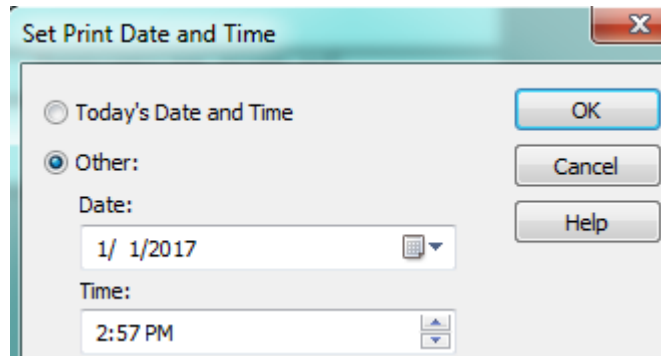 Set Print Date and Time
Today's Date and Time
OK
Other:
Cancel
Date:
Help
1/ 1/2017
Time:
2:57 PM